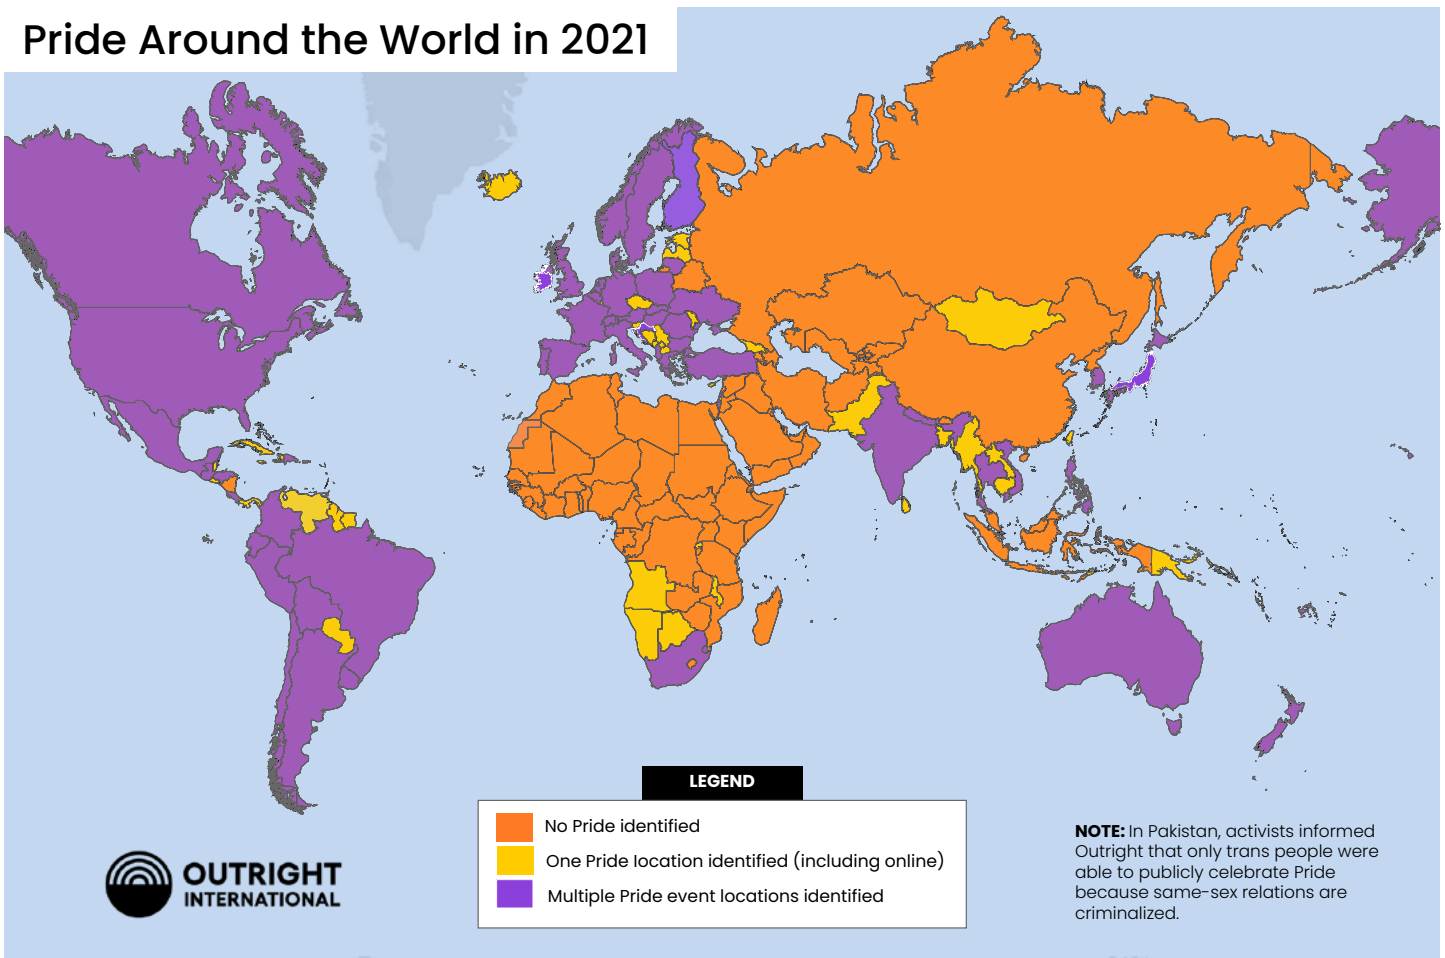 Pride Around the World in 2021
LEGEND
No Pride identified
One Pride location identified (including online)
Multiple Pride event locations identified
OUTRIGHT
INTERNATIONAL
NOTE: In Pakistan, activists informed
Outright that only trans people were
able to publicly celebrate Pride
because same-sex relations are
criminalized.